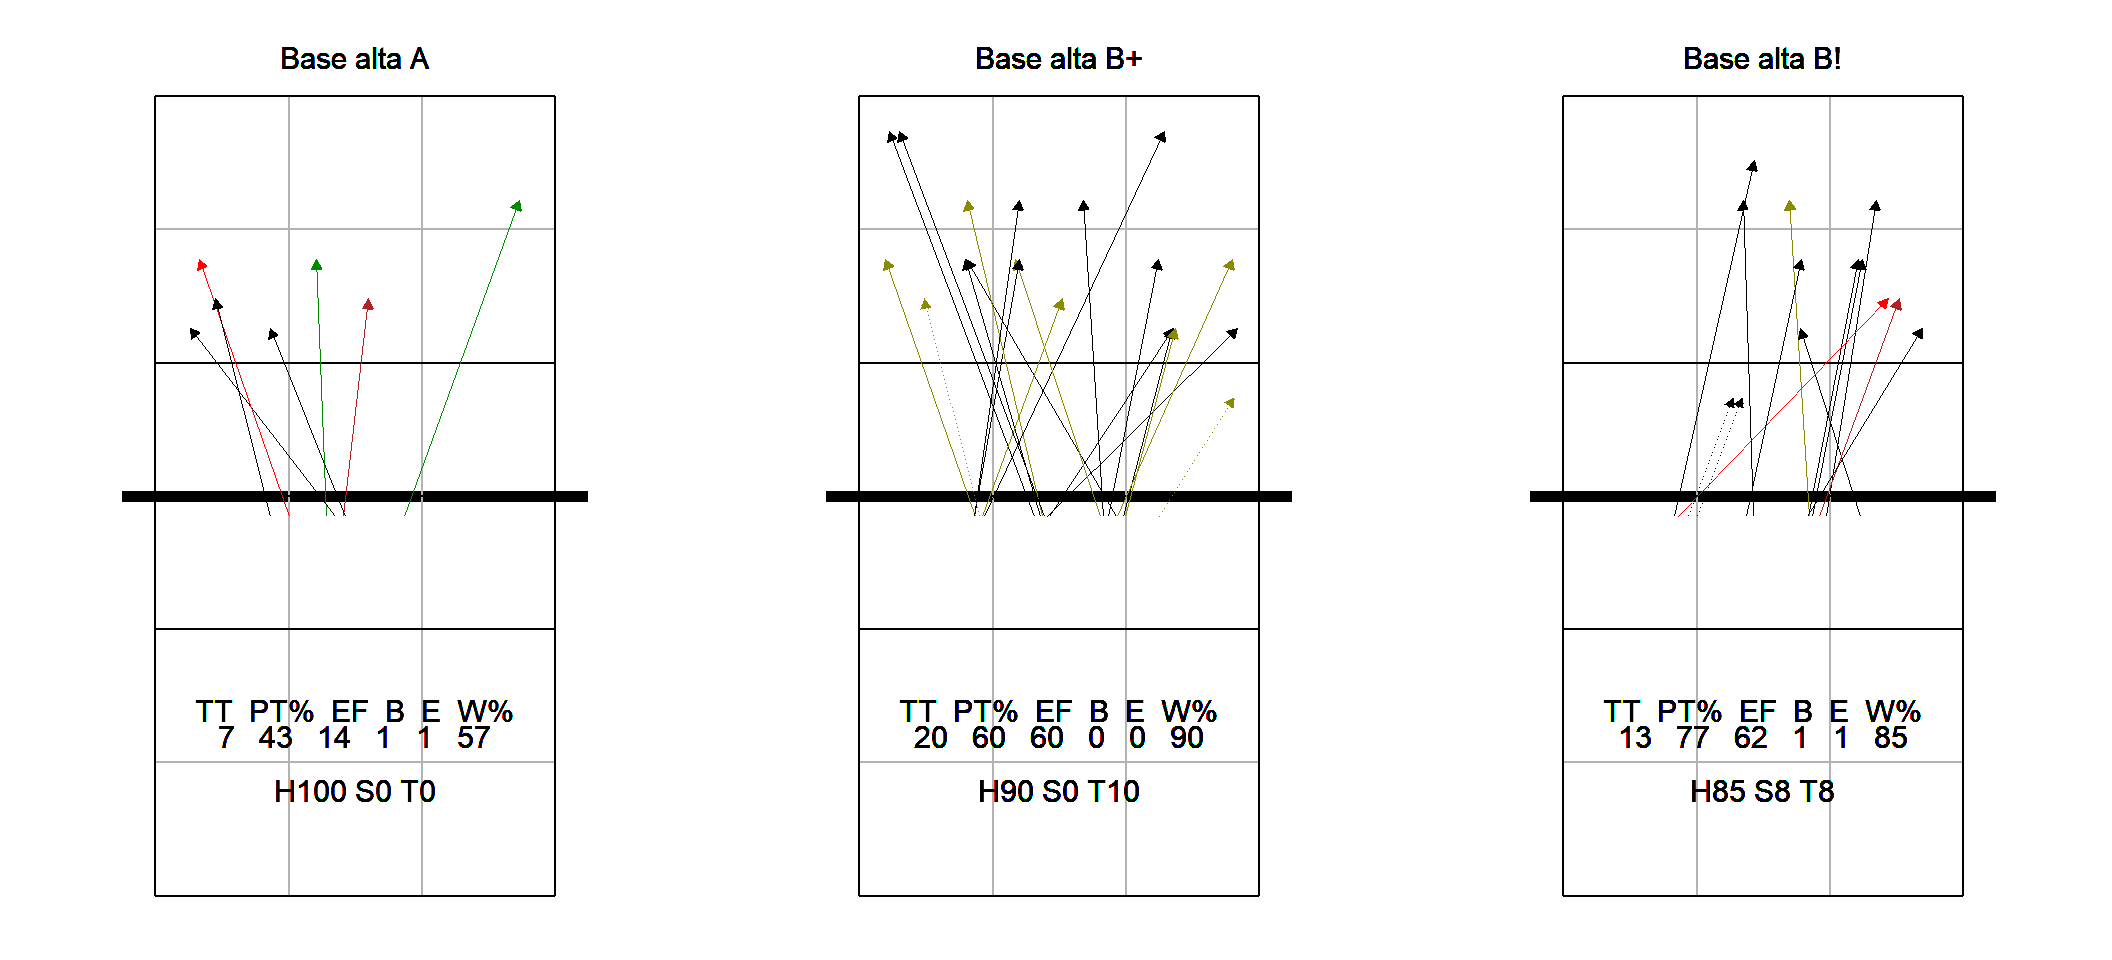 Base alta A
TT PT% EF B E W%
7 43 14 1 1 57
H100 S0 T0
Base alta B+
TT PT% EF B E W%
20 60 60 0 0 90
H90 S0 T10
Base alta B!
TT PT% EF B E W%
13 77 62 1 1 85
H85 S8 T8